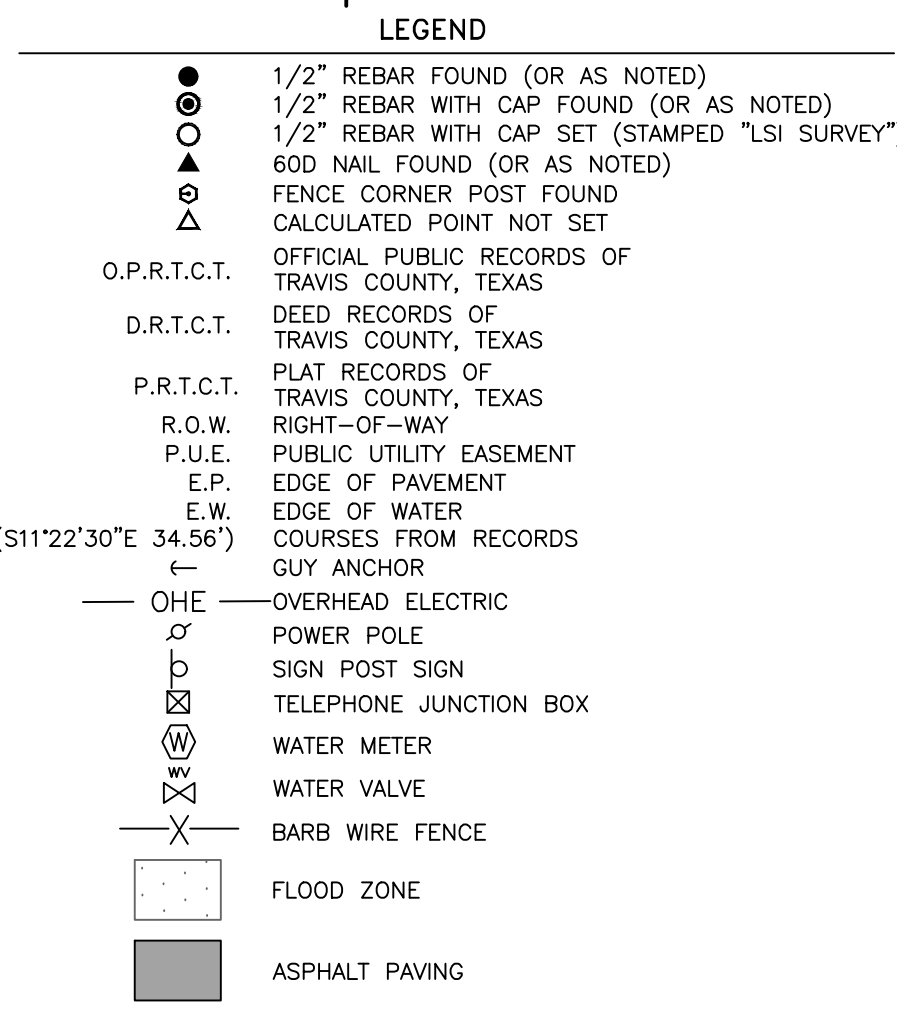 LEGEND
1/2" REBAR FOUND (OR AS NOTED)
1/2" REBAR WITH CAP FOUND (OR AS NOTED)
1/2" REBAR WITH CAP SET (STAMPED "LSI SURVEY")
60D NAIL FOUND (OR AS NOTED)
FENCE CORNER POST FOUND
CALCULATED POINT NOT SET
O.P.R.T.C.T. OFFICIAL PUBLIC RECORDS OF
TRAVIS COUNTY, TEXAS
D.R.T.C.T. DEED RECORDS OF
TRAVIS COUNTY, TEXAS
P.R.T.C.T. PLAT RECORDS OF
TRAVIS COUNTY, TEXAS
R.O.W. RIGHT-OF-WAY
P.U.E. PUBLIC UTILITY EASEMENT
E.P. EDGE OF PAVEMENT
E.W. EDGE OF WATER
(S11°22'30"E 34.56') COURSES FROM RECORDS
GUY ANCHOR
OHE OVERHEAD ELECTRIC
POWER POLE
SIGN POST SIGN
TELEPHONE JUNCTION BOX
W WATER METER
WV WATER VALVE
X BARB WIRE FENCE
FLOOD ZONE
ASPHALT PAVING